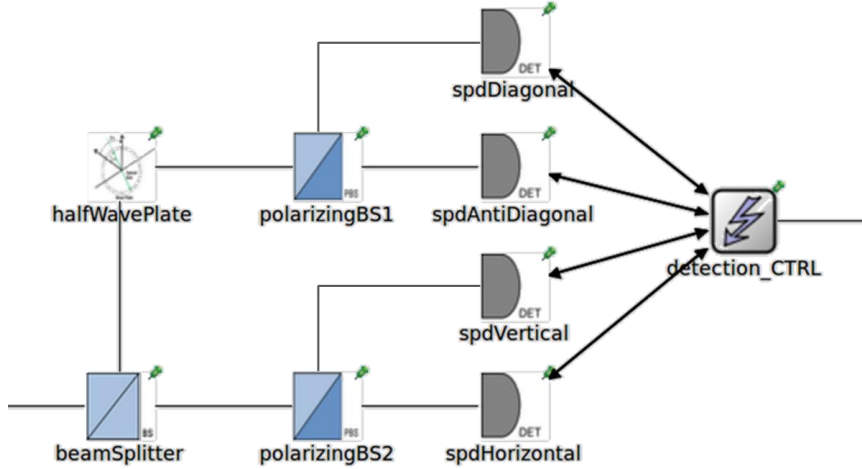 DET
spdDiagonal
halfWavePlate
PBS
polarizingBS1
DET
spdAntiDiagonal
detection_CTRL
DET
spdVertical
BS
beamSplitter
PBS
polarizingBS2
DET
spdHorizontal